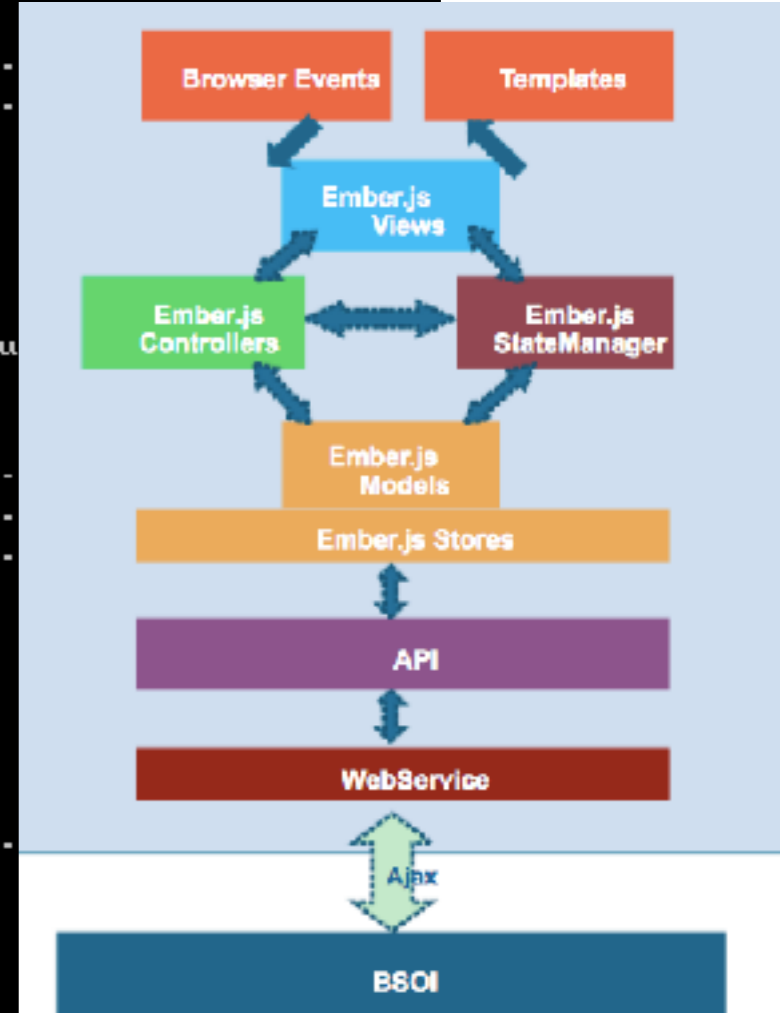 Browser Events
Templates
Ember.js
Views
Ember.js
Controllers
Ember.js
StateManager
Ember.js
Models
Ember.js Stores
API
WebService
Ajax
BSOI